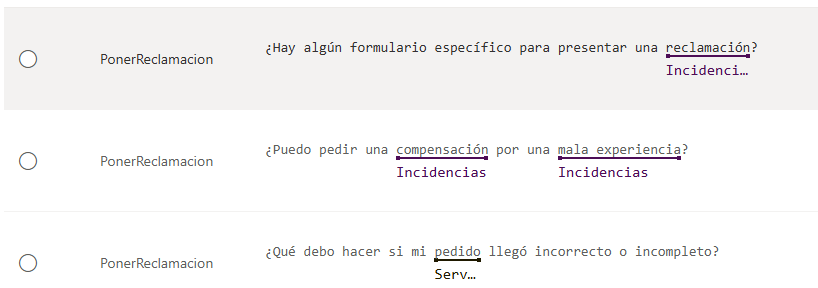 PonerReclamacion
¿Hay algún formulario específico para presentar una reclamación?
Incidenci…
PonerReclamacion
¿Puedo pedir una compensación por una mala experiencia?
Incidencias Incidencias
PonerReclamacion
¿Qué debo hacer si mi pedido llegó incorrecto o incompleto?
Serv…